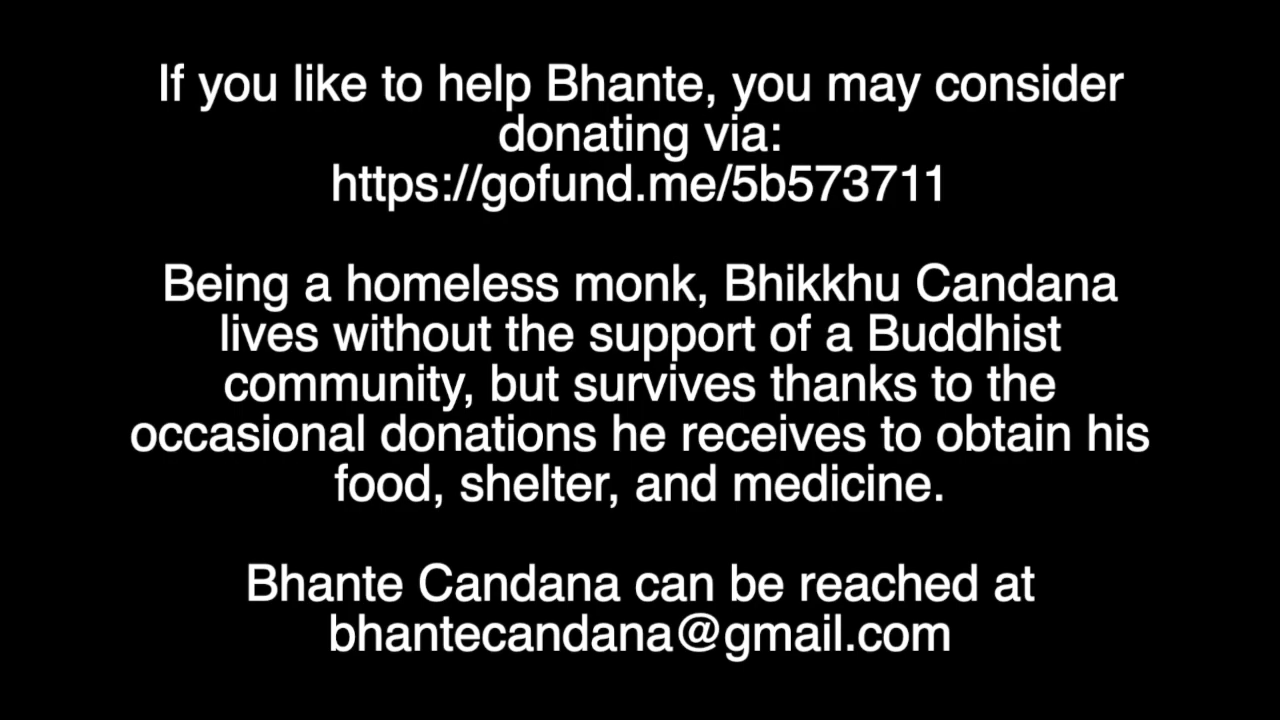 If you like to help Bhante, you may consider
donating via:
https://gofund.me/5b573711
Being a homeless monk, Bhikkhu Candana
lives without the support of a Buddhist
community, but survives thanks to the
occasional donations he receives to obtain his
food, shelter, and medicine.
Bhante Candana can be reached at
bhantecandana@gmail.com